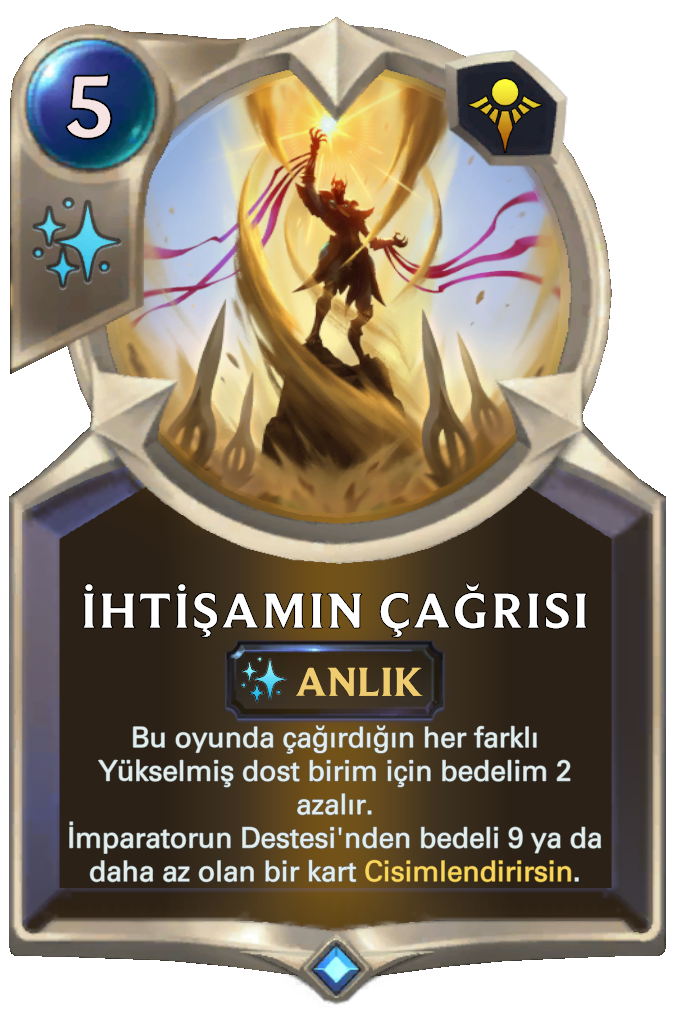 5
İHTİŞAMIN ÇAĞRISI
ANLIK
Bu oyunda çağırdığın her farklı
Yükselmiş dost birim için bedelim 2
azalır.
İmparatorun Destesi'nden bedeli 9 ya da
daha az olan bir kart Cisimlendirirsin.